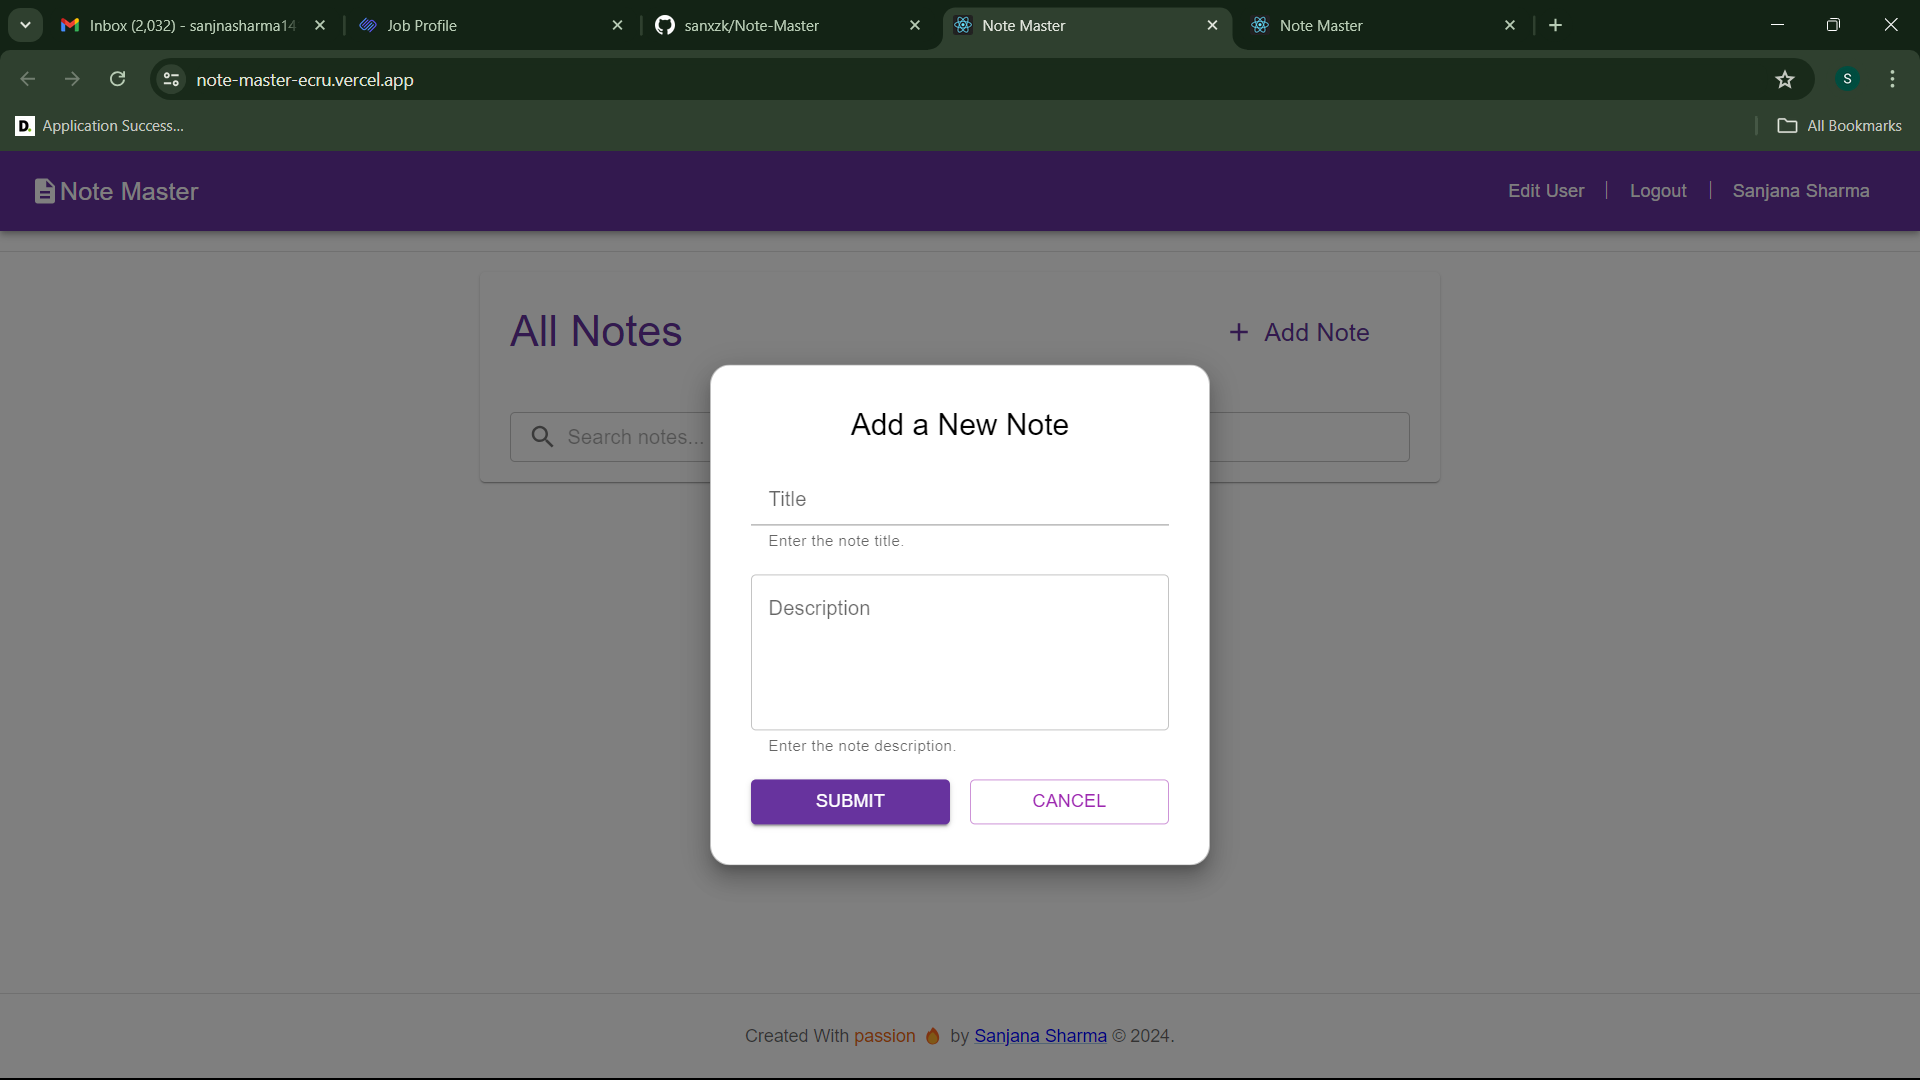 Inbox (2,032) - sanjnasharma14
Job Profile
sanxzk/Note-Master
Note Master
Note Master
note-master-ecru.vercel.app
S
D. Application Success...
All Bookmarks
Note Master
Edit User
Logout
Sanjana Sharma
All Notes
+ Add Note
Search notes...
Add a New Note
Title
Enter the note title.
Description
Enter the note description.
SUBMIT
CANCEL
Created With passion 🔥 by Sanjana Sharma © 2024.